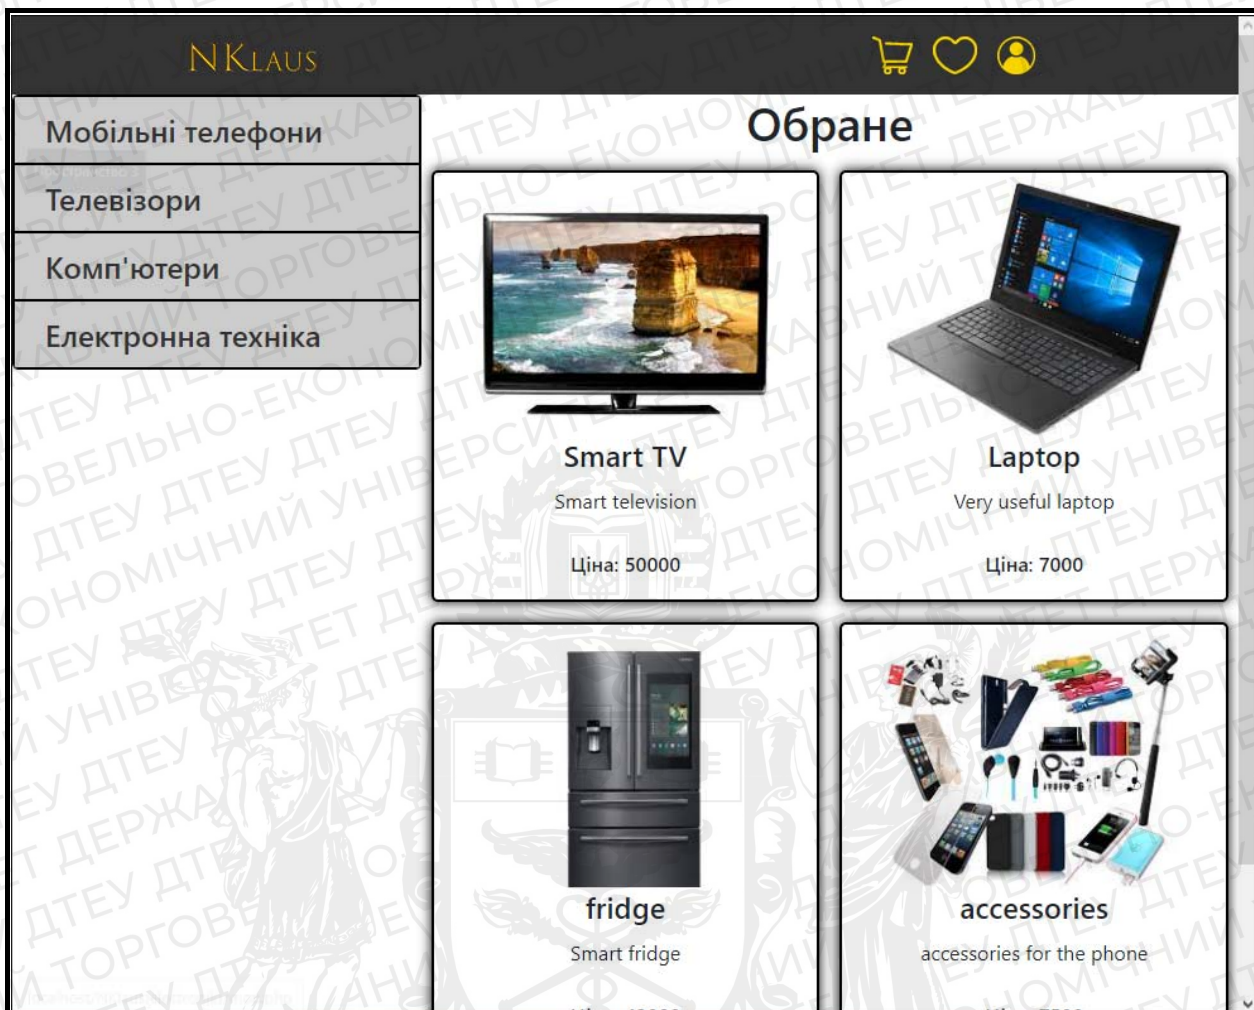 NKLAUS
Мобільні телефони
Телевізори
Комп'ютери
Електронна техніка
Обране
Smart TV
Smart television
Ціна: 50000
Laptop
Very useful laptop
Ціна: 7000
fridge
Smart fridge
accessories
accessories for the phone